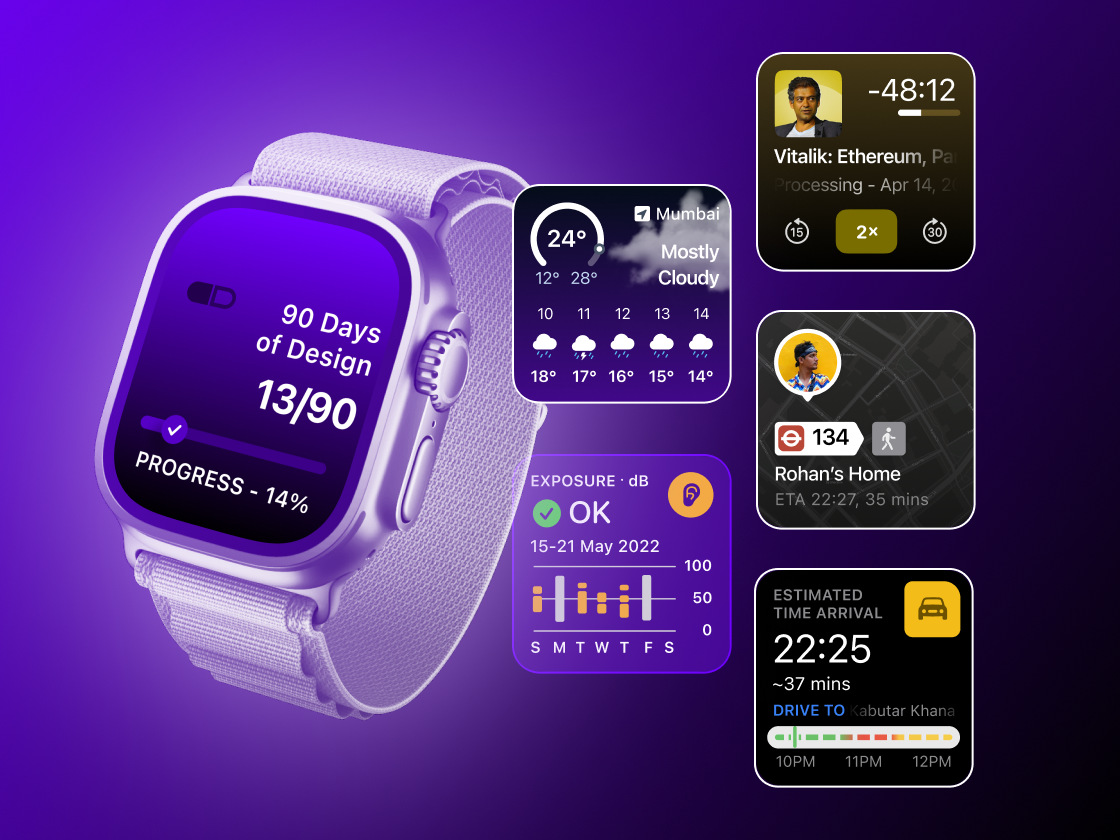 90 Days
of Design
13/90
PROGRESS - 14%
24°
12° 28°
Mumbai
Mostly
Cloudy
10 11 12 13 14
18° 17° 16° 15° 14°
EXPOSURE · dB
OK
15-21 May 2022
100
50
0
S M T W T F S
-48:12
Vitalik: Ethereum, Pa
Processing - Apr 14, 2
15
2×
30
134
Rohan's Home
ETA 22:27, 35 mins
ESTIMATED
TIME ARRIVAL
22:25
~37 mins
DRIVE TO Kabutar Khana
10PM 11PM 12PM